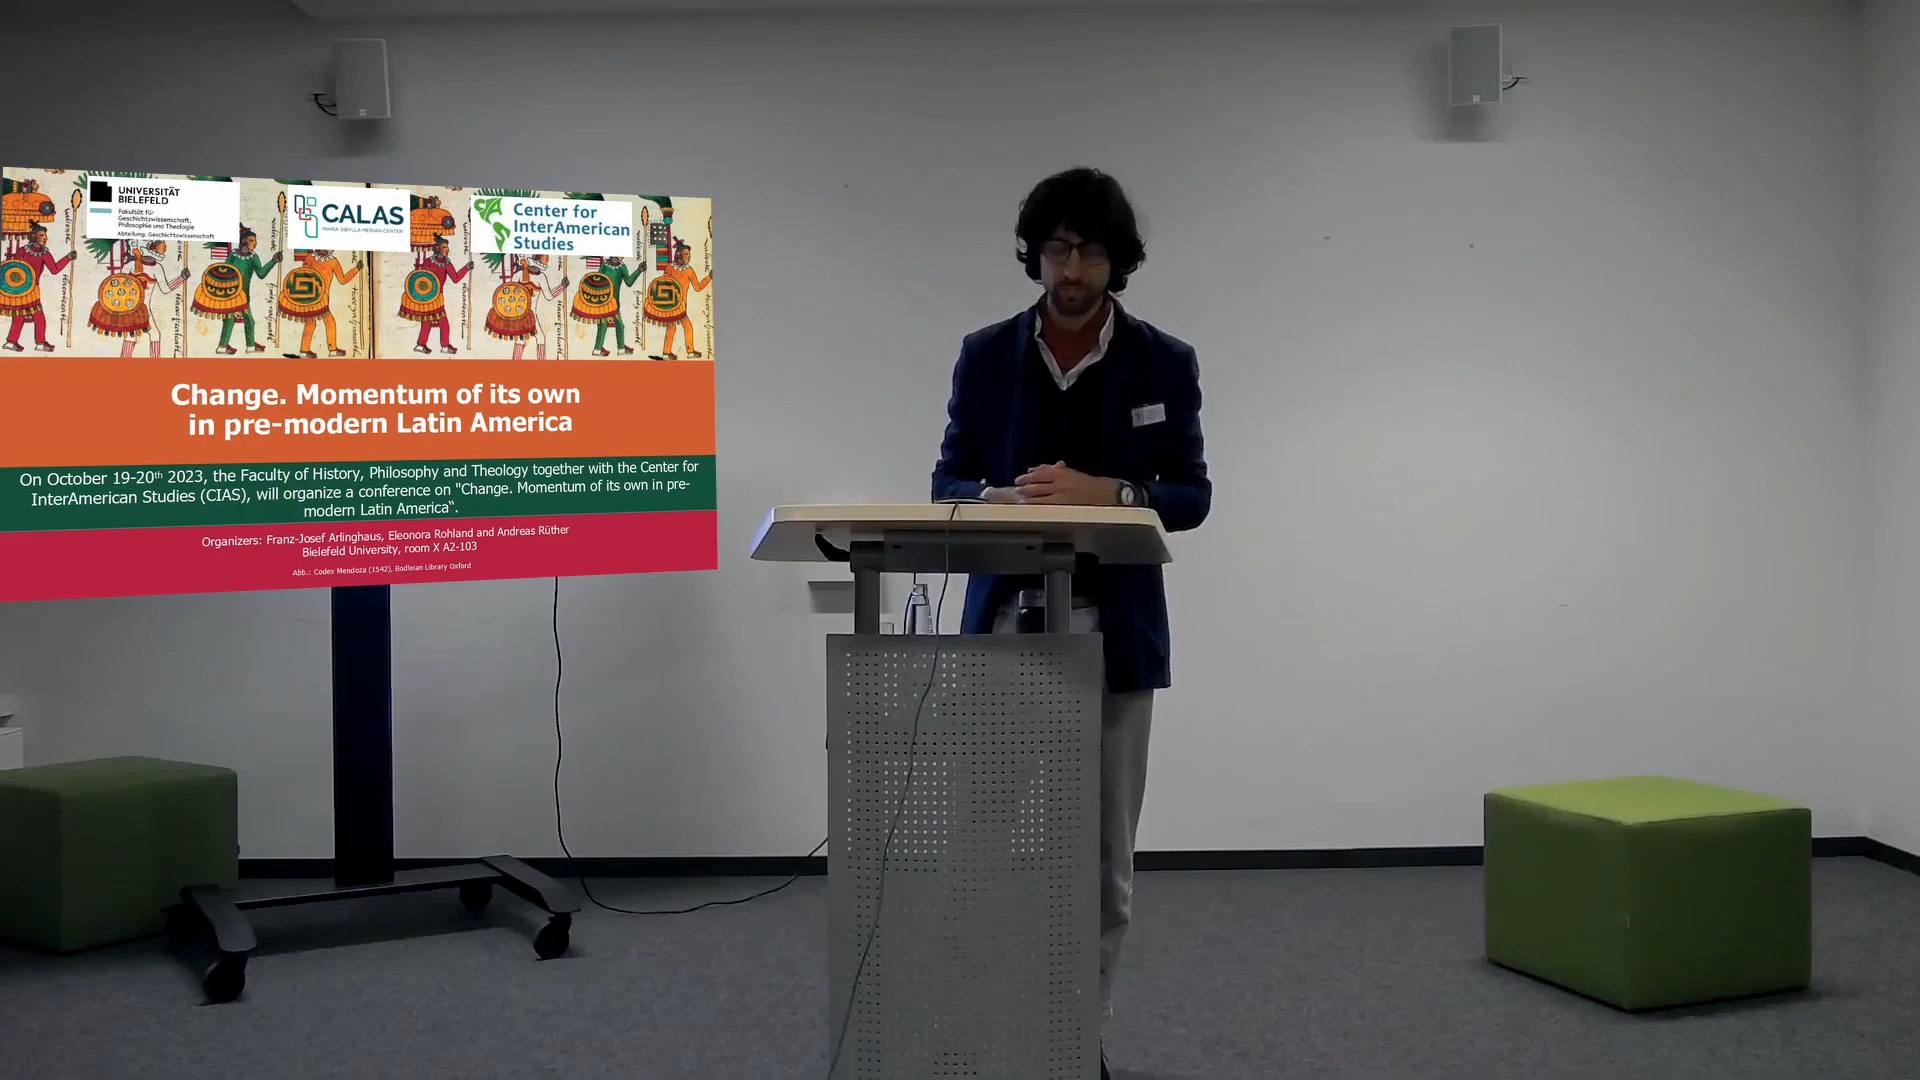 UNIVERSITÄT
BIELEFELD
Fakultät für
Geschichtswissenschaft,
Philosophie und Theologie
Abteilung: Geschichtswissenschaft
CALAS
MARIA SIBYLLA MERIAN CENTER
CIAS
Center for
InterAmerican
Studies
Change. Momentum of its own
in pre-modern Latin America
On October 19-20th 2023, the Faculty of History, Philosophy and Theology together with the Center for
InterAmerican Studies (CIAS), will organize a conference on "Change. Momentum of its own in pre-
modern Latin America“.
Organizers: Franz-Josef Arlinghaus, Eleonora Rohland and Andreas Rüther
Bielefeld University, room X A2-103
Abb.: Codex Mendoza (1542), Bodleian Library Oxford